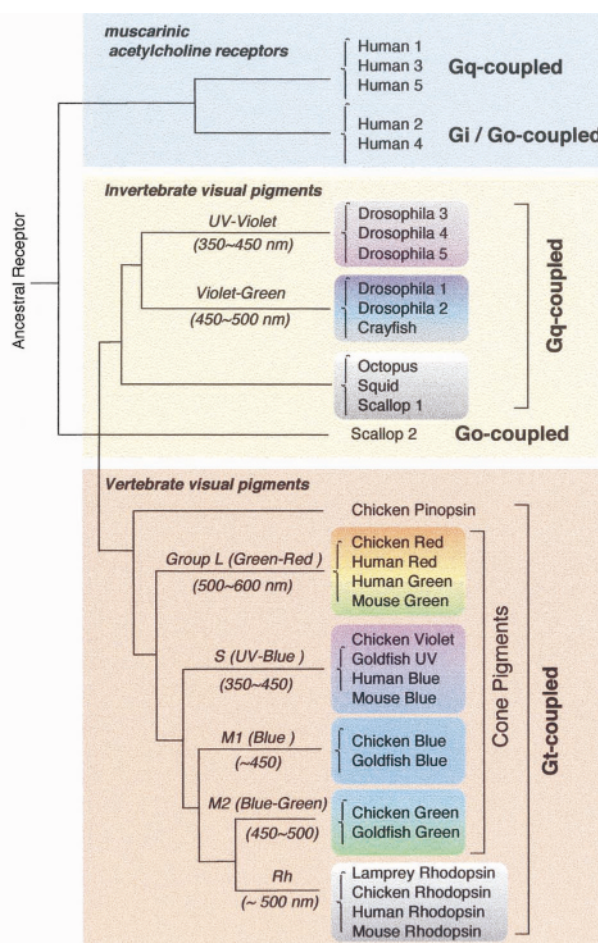 muscarinic
acetylcholine receptors
Human 1
Human 3
Human 5
Gq-coupled
Human 2
Human 4
Gi / Go-coupled
Ancestral Receptor
Invertebrate visual pigments
UV-Violet
(350~450 nm)
Drosophila 3
Drosophila 4
Drosophila 5
Violet-Green
(450~500 nm)
Drosophila 1
Drosophila 2
Crayfish
Octopus
Squid
Scallop 1
Gq-coupled
Scallop 2
Go-coupled
Vertebrate visual pigments
Chicken Pinopsin
Group L (Green-Red )
(500~600 nm)
Chicken Red
Human Red
Human Green
Mouse Green
S (UV-Blue )
(350~450)
Chicken Violet
Goldfish UV
Human Blue
Mouse Blue
M1 (Blue )
(~450)
Chicken Blue
Goldfish Blue
M2 (Blue-Green)
(450~500)
Chicken Green
Goldfish Green
Cone Pigments
Rh
(~ 500 nm)
Lamprey Rhodopsin
Chicken Rhodopsin
Human Rhodopsin
Mouse Rhodopsin
Gt-coupled